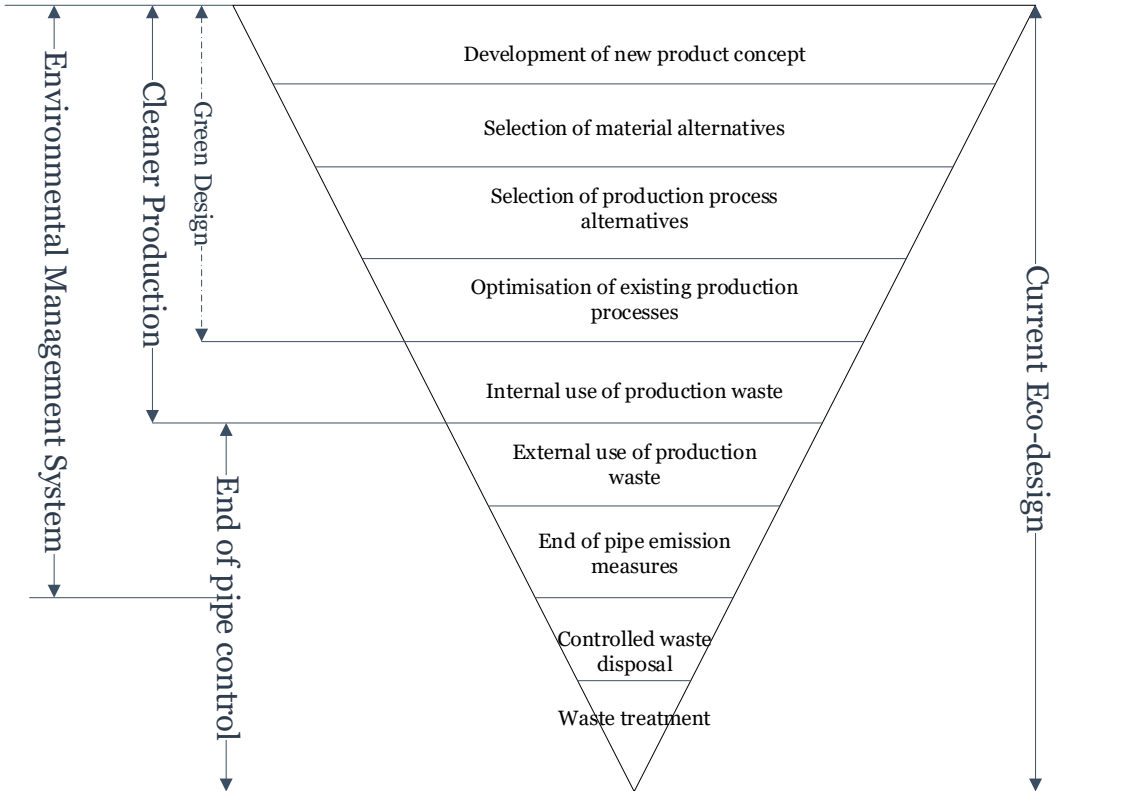 Development of new product concept
Selection of material alternatives
Selection of production process
alternatives
Optimisation of existing production
processes
Internal use of production waste
External use of production
waste
End of pipe emission
measures
Controlled waste
disposal
Waste treatment
Environmental Management System
Cleaner Production
Green Design
End of pipe control
Current Eco-design